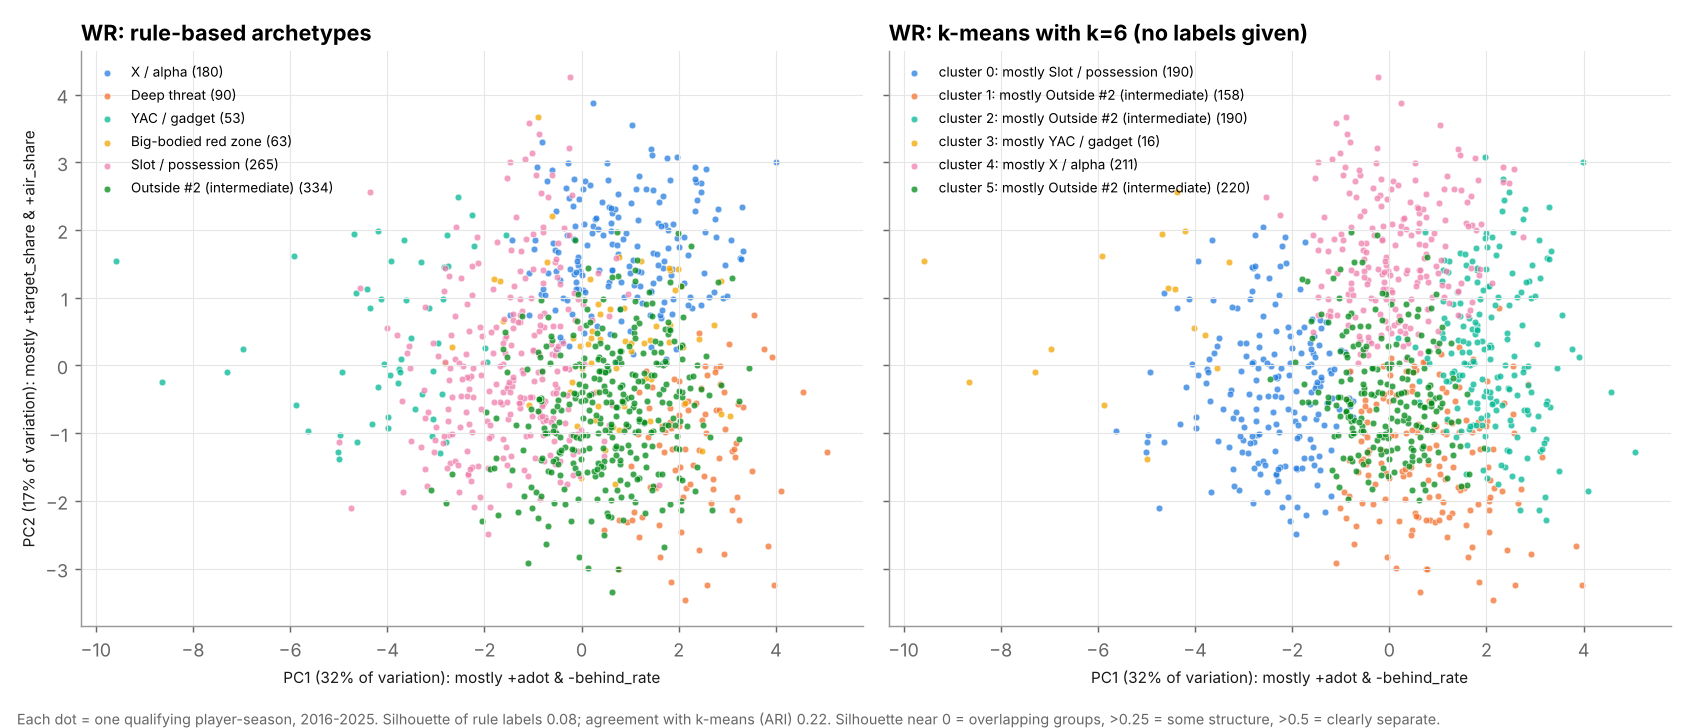 WR: rule-based archetypes
X / alpha (180)
Deep threat (90)
YAC / gadget (53)
Big-bodied red zone (63)
Slot / possession (265)
Outside #2 (intermediate) (334)
PC2 (17% of variation): mostly +target_share & +air_share
4
3
2
1
0
−1
−2
−3
−10
−8
−6
−4
−2
0
2
4
PC1 (32% of variation): mostly +adot & -behind_rate
WR: k-means with k=6 (no labels given)
cluster 0: mostly Slot / possession (190)
cluster 1: mostly Outside #2 (intermediate) (158)
cluster 2: mostly Outside #2 (intermediate) (190)
cluster 3: mostly YAC / gadget (16)
cluster 4: mostly X / alpha (211)
cluster 5: mostly Outside #2 (intermediate) (220)
−10
−8
−6
−4
−2
0
2
4
PC1 (32% of variation): mostly +adot & -behind_rate
Each dot = one qualifying player-season, 2016-2025. Silhouette of rule labels 0.08; agreement with k-means (ARI) 0.22. Silhouette near 0 = overlapping groups, >0.25 = some structure, >0.5 = clearly separate.